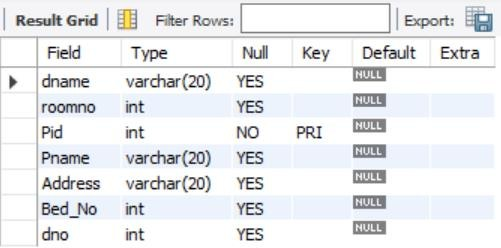 Result Grid Filter Rows: Export:
Field Type Null Key Default Extra
dname varchar(20) YES NULL
roomno int YES NULL
Pid int NO PRI NULL
Pname varchar(20) YES NULL
Address varchar(20) YES NULL
Bed_No int YES NULL
dno int YES NULL